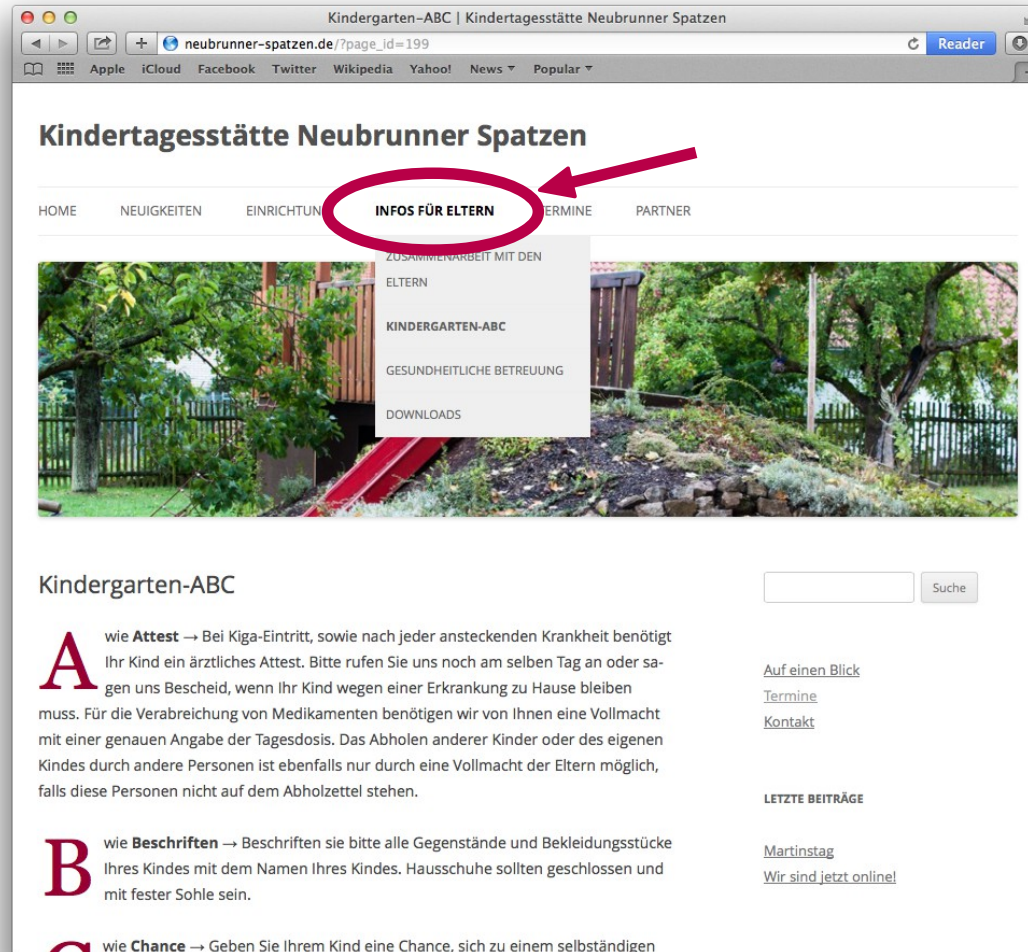 Kindergarten-ABC | Kindertagesstätte Neubrunner Spatzen
neubrunner-spatzen.de/?page_id=199
Reader
Apple iCloud Facebook Twitter Wikipedia Yahoo! News Popular
Kindertagesstätte Neubrunner Spatzen
HOME NEUIGKEITEN INFOS FÜR ELTERN PARTNER
ZUSAMMENARBEIT MIT DEN
ELTERN
KINDERGARTEN-ABC
GESUNDHEITLICHE BETREUUNG
DOWNLOADS
Kindergarten-ABC
A wie Attest → Bei Kiga-Eintritt, sowie nach jeder ansteckenden Krankheit benötigt
Ihr Kind ein ärztliches Attest. Bitte rufen Sie uns noch am selben Tag an oder sa-
gen uns Bescheid, wenn Ihr Kind wegen einer Erkrankung zu Hause bleiben
muss. Für die Verabreichung von Medikamenten benötigen wir von Ihnen eine Vollmacht
mit einer genauen Angabe der Tagesdosis. Das Abholen anderer Kinder oder des eigenen
Kindes durch andere Personen ist ebenfalls nur durch eine Vollmacht der Eltern möglich,
falls diese Personen nicht auf dem Abholzettel stehen.
B wie Beschriften → Beschriften sie bitte alle Gegenstände und Bekleidungsstücke
Ihres Kindes mit dem Namen Ihres Kindes. Hausschuhe sollten geschlossen und
mit fester Sohle sein.
wie Chance → Geben Sie Ihrem Kind eine Chance, sich zu einem selbständigen
Suche
Auf einen Blick
Termine
Kontakt
LETZTE BEITRÄGE
Martinstag
Wir sind jetzt online!